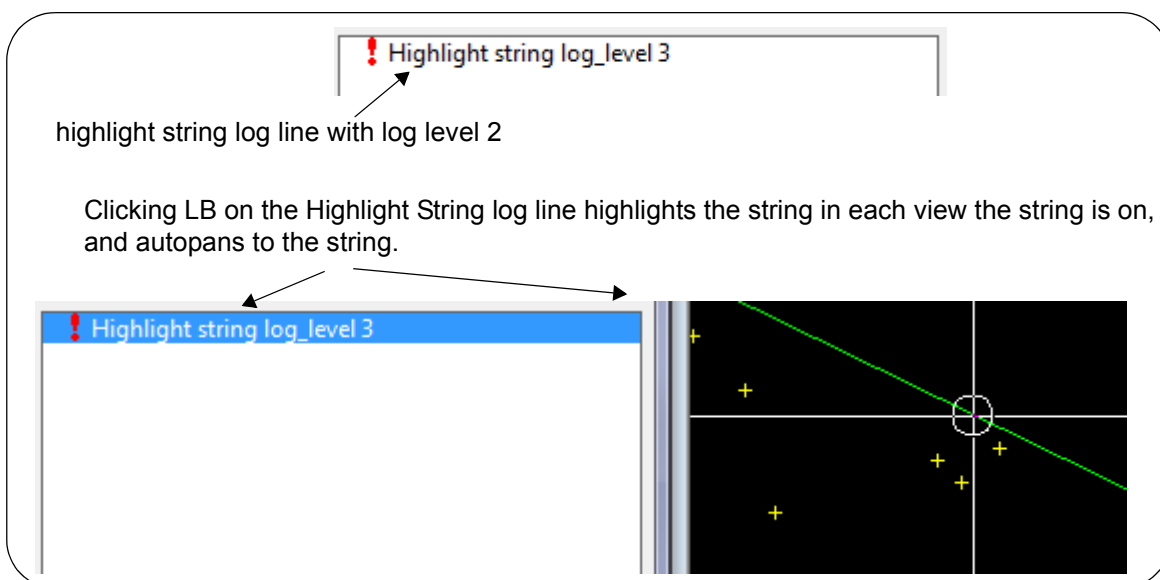 Highlight string log_level 3
highlight string log line with log level 2
Clicking LB on the Highlight String log line highlights the string in each view the string is on,
and autopans to the string.
Highlight string log_level 3